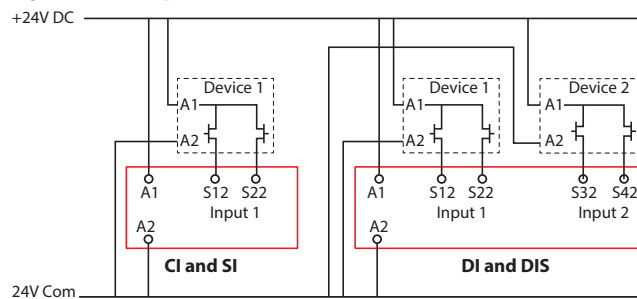 +24V DC
Device 1
Device 1
Device 2
A1
A1
A1
A2
A2
A2
A1
S12
S22
A1
S12
S22
S32
S42
Input 1
Input 1
Input 2
A2
A2
CI and SI
DI and DIS
24V Com